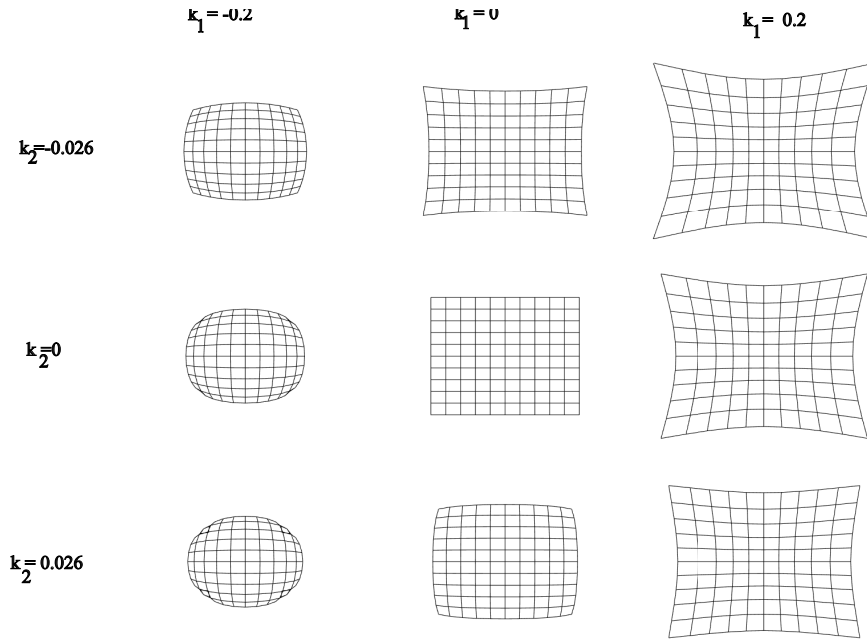 k1 = -0.2
k1 = 0
k1 = 0.2
k2=-0.026
k2=0
k2= 0.026